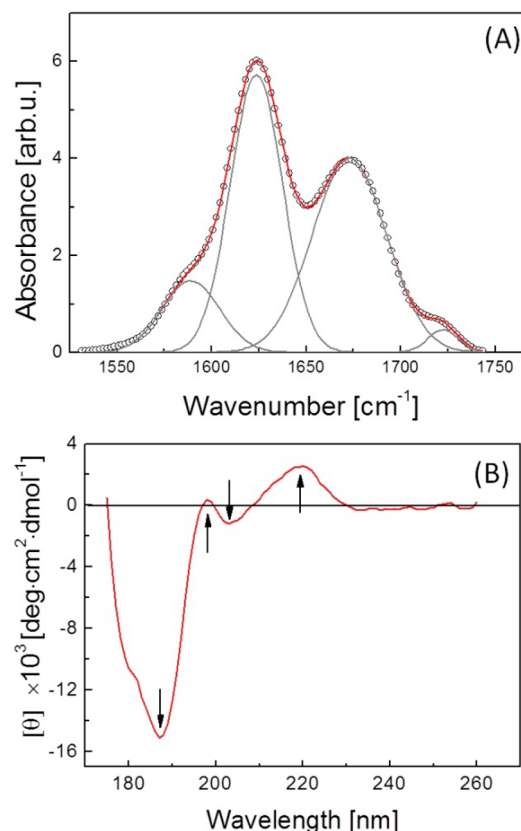 (A)
Absorbance [arb.u.]
6
4
2
0
1550 1600 1650 1700 1750
Wavenumber [cm⁻¹]
(B)
[θ] ×10³ [deg·cm²·dmol⁻¹]
4
0
-4
-8
-12
-16
180 200 220 240 260
Wavelength [nm]